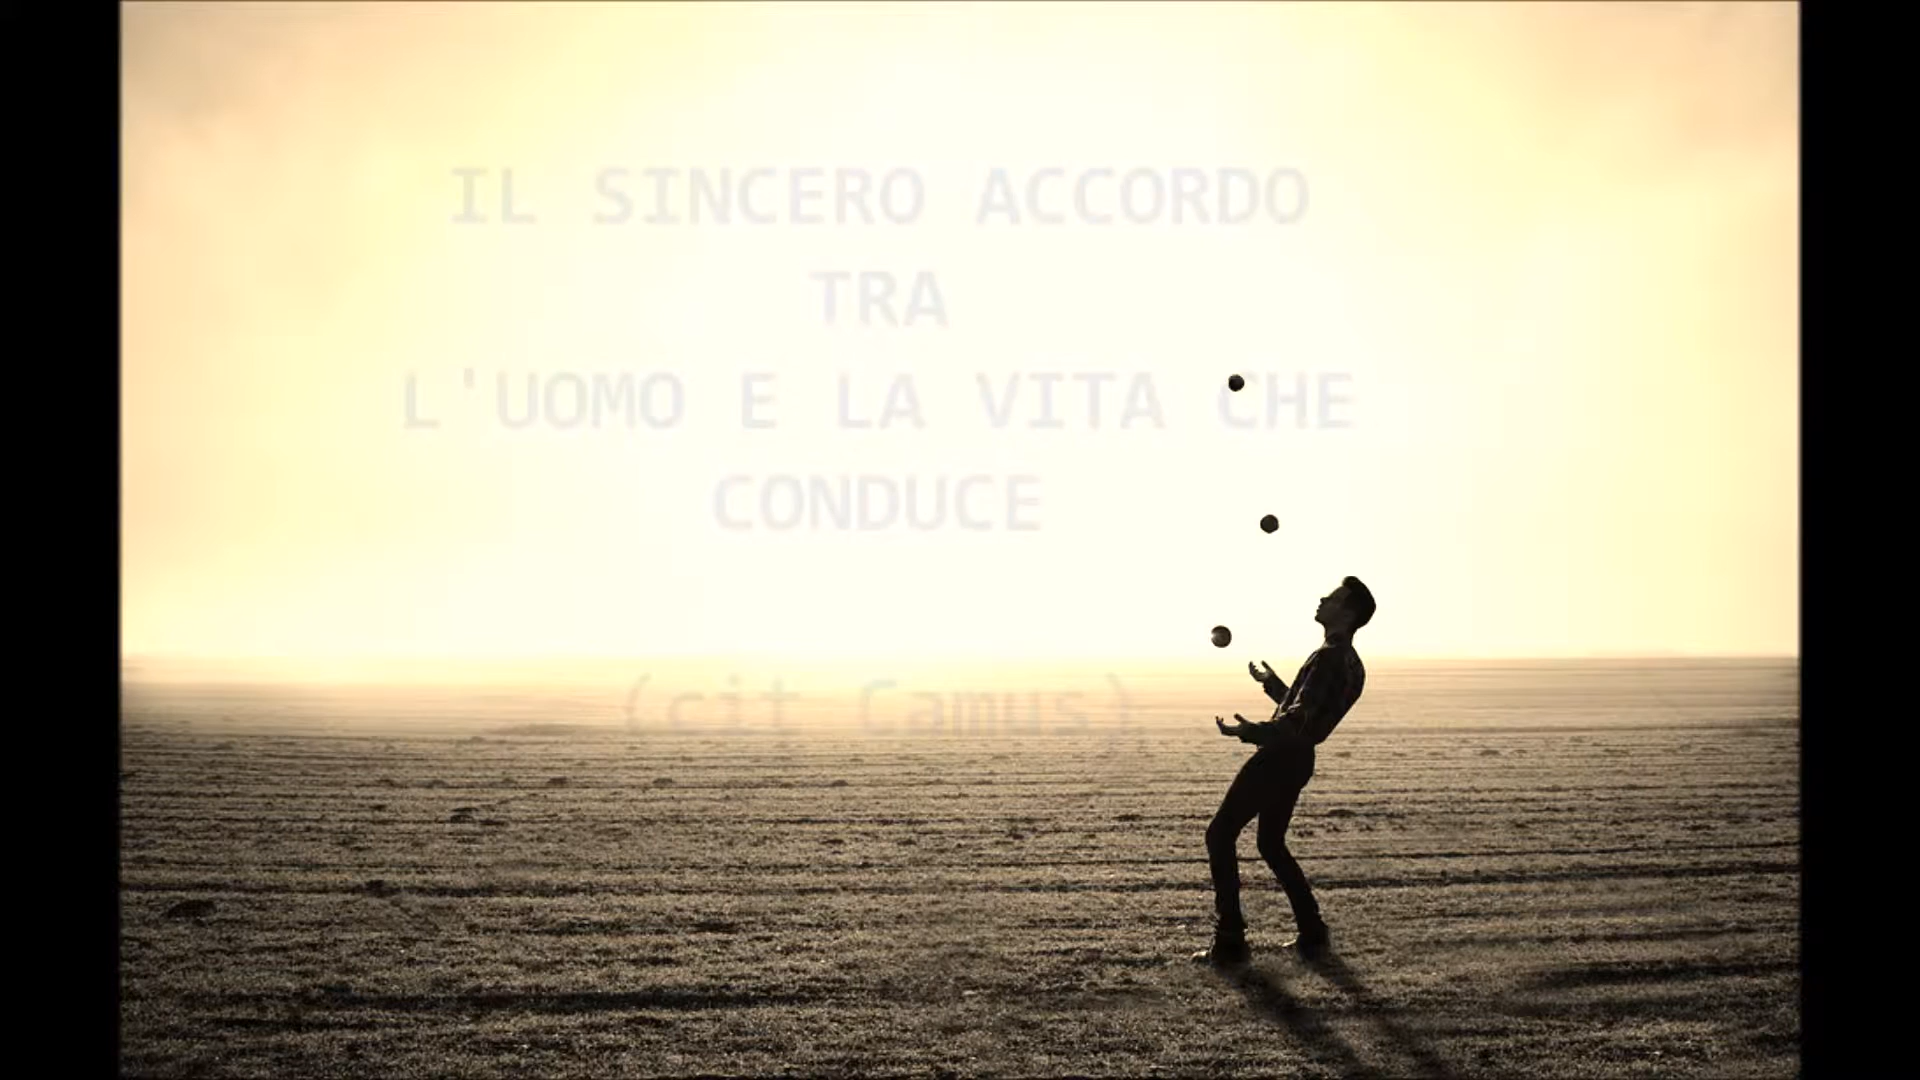 IL SINCERO ACCORDO
TRA
L'UOMO E LA VITA CHE
CONDUCE
(cit Camus)